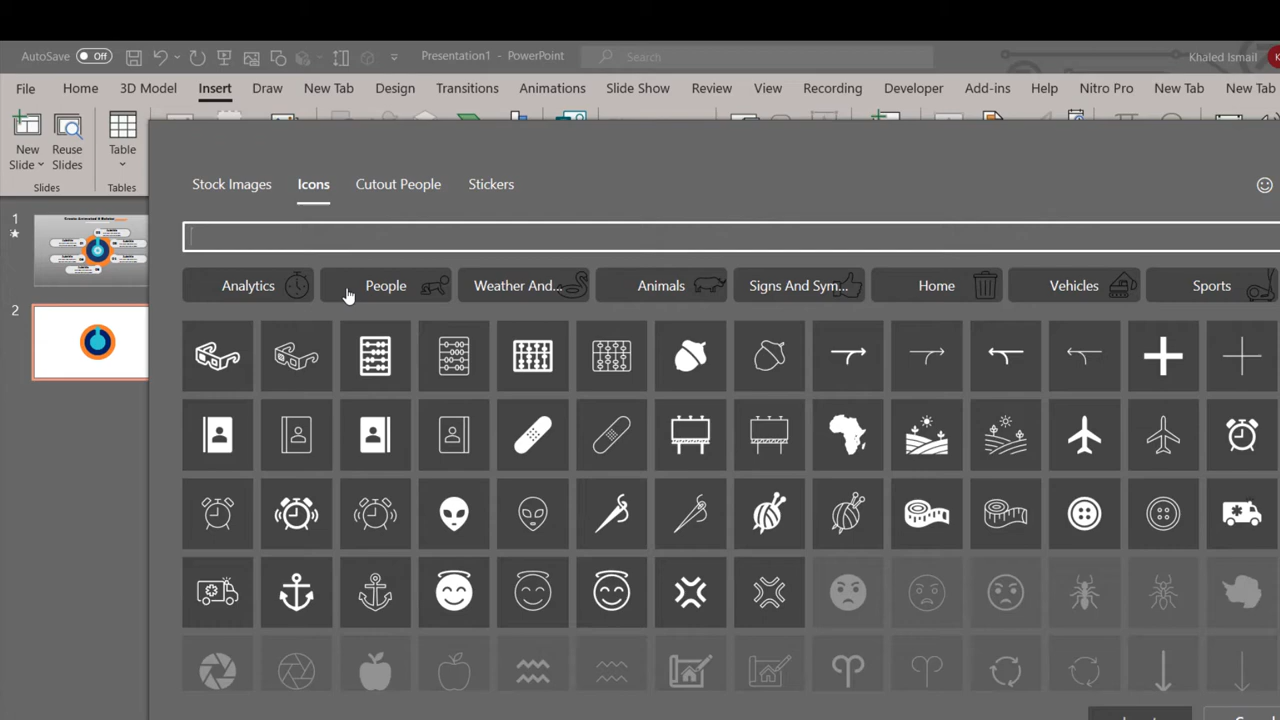 AutoSave Off Presentation1 - PowerPoint Search Khaled Ismail
File Home 3D Model Insert Draw New Tab Design Transitions Animations Slide Show Review View Recording Developer Add-ins Help Nitro Pro New Tab New Tab
New Slide Reuse Slides Table
Slides Tables
Stock Images Icons Cutout People Stickers
Analytics People Weather And... Animals Signs And Sym... Home Vehicles Sports
1
2